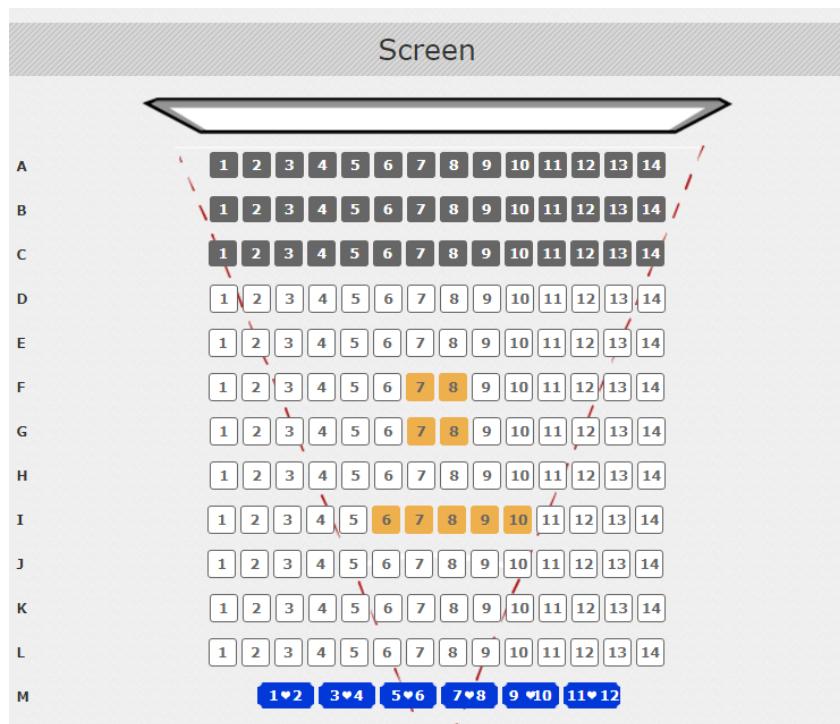 Screen
A 1 2 3 4 5 6 7 8 9 10 11 12 13 14
B 1 2 3 4 5 6 7 8 9 10 11 12 13 14
C 1 2 3 4 5 6 7 8 9 10 11 12 13 14
D 1 2 3 4 5 6 7 8 9 10 11 12 13 14
E 1 2 3 4 5 6 7 8 9 10 11 12 13 14
F 1 2 3 4 5 6 7 8 9 10 11 12 13 14
G 1 2 3 4 5 6 7 8 9 10 11 12 13 14
H 1 2 3 4 5 6 7 8 9 10 11 12 13 14
I 1 2 3 4 5 6 7 8 9 10 11 12 13 14
J 1 2 3 4 5 6 7 8 9 10 11 12 13 14
K 1 2 3 4 5 6 7 8 9 10 11 12 13 14
L 1 2 3 4 5 6 7 8 9 10 11 12 13 14
M 1♥2 3♥4 5♥6 7♥8 9 ♥10 11♥ 12